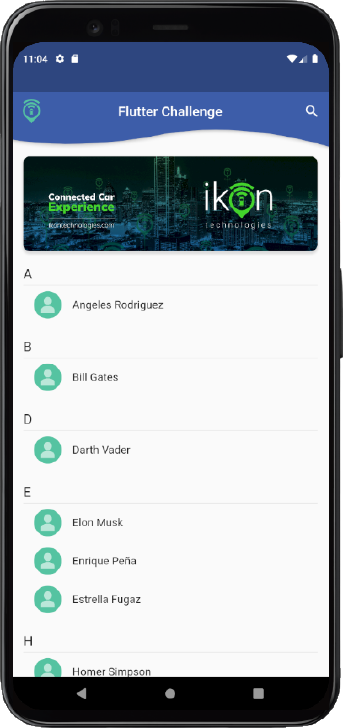 11:04
Flutter Challenge
Connected Car
Experience
ikontechnologies.com
ikon
technologies
A
Angeles Rodriguez
B
Bill Gates
D
Darth Vader
E
Elon Musk
Enrique Peña
Estrella Fugaz
H
Homer Simpson